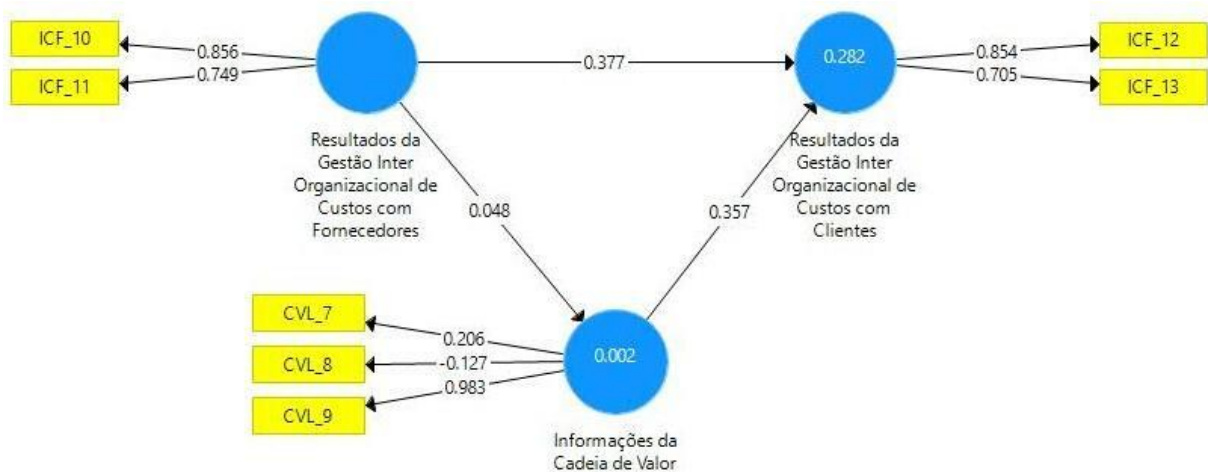 ICF_10
0.856
ICF_11
0.749
0.377
0.282
0.854
ICF_12
0.705
ICF_13
Resultados da
Gestão Inter
Organizacional de
Custos com
Fornecedores
Resultados da
Gestão Inter
Organizacional de
Custos com
Clientes
0.048
0.357
CVL_7
0.206
CVL_8
-0.127
CVL_9
0.983
0.002
Informações da
Cadeia de Valor